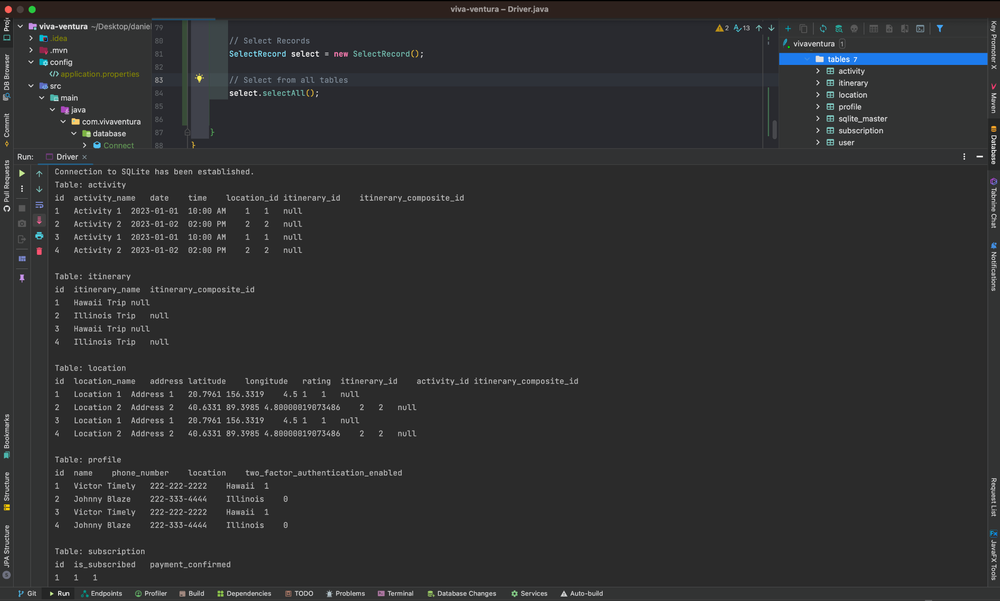 viva-ventura – Driver.java
Proje
DB Browser
Commit
Pull Requests
Bookmarks
Structure
JPA Structure
viva-ventura ~/Desktop/daniel
.idea
.mvn
config
application.properties
src
main
java
com.vivaventura
database
Connect
79
80 // Select Records
81 SelectRecord select = new SelectRecord();
82
83 // Select from all tables
84 select.selectAll();
85
86
87 }
88 }
2 13
vivaventura 1
tables 7
activity
itinerary
location
profile
sqlite_master
subscription
user
Key Promoter X
Maven
Database
Tabnine Chat
Notifications
Request List
JavaFX Tools
Run: Driver
Connection to SQLite has been established.
Table: activity
id activity_name date time location_id itinerary_id itinerary_composite_id
1 Activity 1 2023-01-01 10:00 AM 1 1 null
2 Activity 2 2023-01-02 02:00 PM 2 2 null
3 Activity 1 2023-01-01 10:00 AM 1 1 null
4 Activity 2 2023-01-02 02:00 PM 2 2 null
Table: itinerary
id itinerary_name itinerary_composite_id
1 Hawaii Trip null
2 Illinois Trip null
3 Hawaii Trip null
4 Illinois Trip null
Table: location
id location_name address latitude longitude rating itinerary_id activity_id itinerary_composite_id
1 Location 1 Address 1 20.7961 156.3319 4.5 1 1 null
2 Location 2 Address 2 40.6331 89.3985 4.80000019073486 2 2 null
3 Location 1 Address 1 20.7961 156.3319 4.5 1 1 null
4 Location 2 Address 2 40.6331 89.3985 4.80000019073486 2 2 null
Table: profile
id name phone_number location two_factor_authentication_enabled
1 Victor Timely 222-222-2222 Hawaii 1
2 Johnny Blaze 222-333-4444 Illinois 0
3 Victor Timely 222-222-2222 Hawaii 1
4 Johnny Blaze 222-333-4444 Illinois 0
Table: subscription
id is_subscribed payment_confirmed
1 1 1
Git Run Endpoints Profiler Build Dependencies TODO Problems Terminal Database Changes Services Auto-build